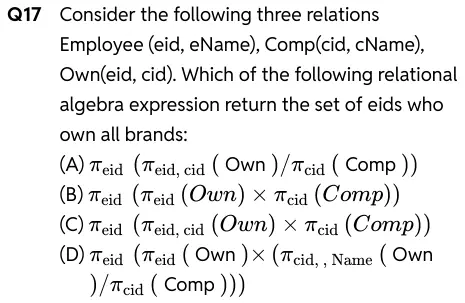 Q17 Consider the following three relations
Employee (eid, eName), Comp(cid, cName),
Own(eid, cid). Which of the following relational
algebra expression return the set of eids who
own all brands:
(A) π_eid (π_eid, cid ( Own )/π_cid ( Comp ))
(B) π_eid (π_eid (Own) × π_cid (Comp))
(C) π_eid (π_eid, cid (Own) × π_cid (Comp))
(D) π_eid (π_eid ( Own )× (π_cid, , Name ( Own
)/π_cid ( Comp )))